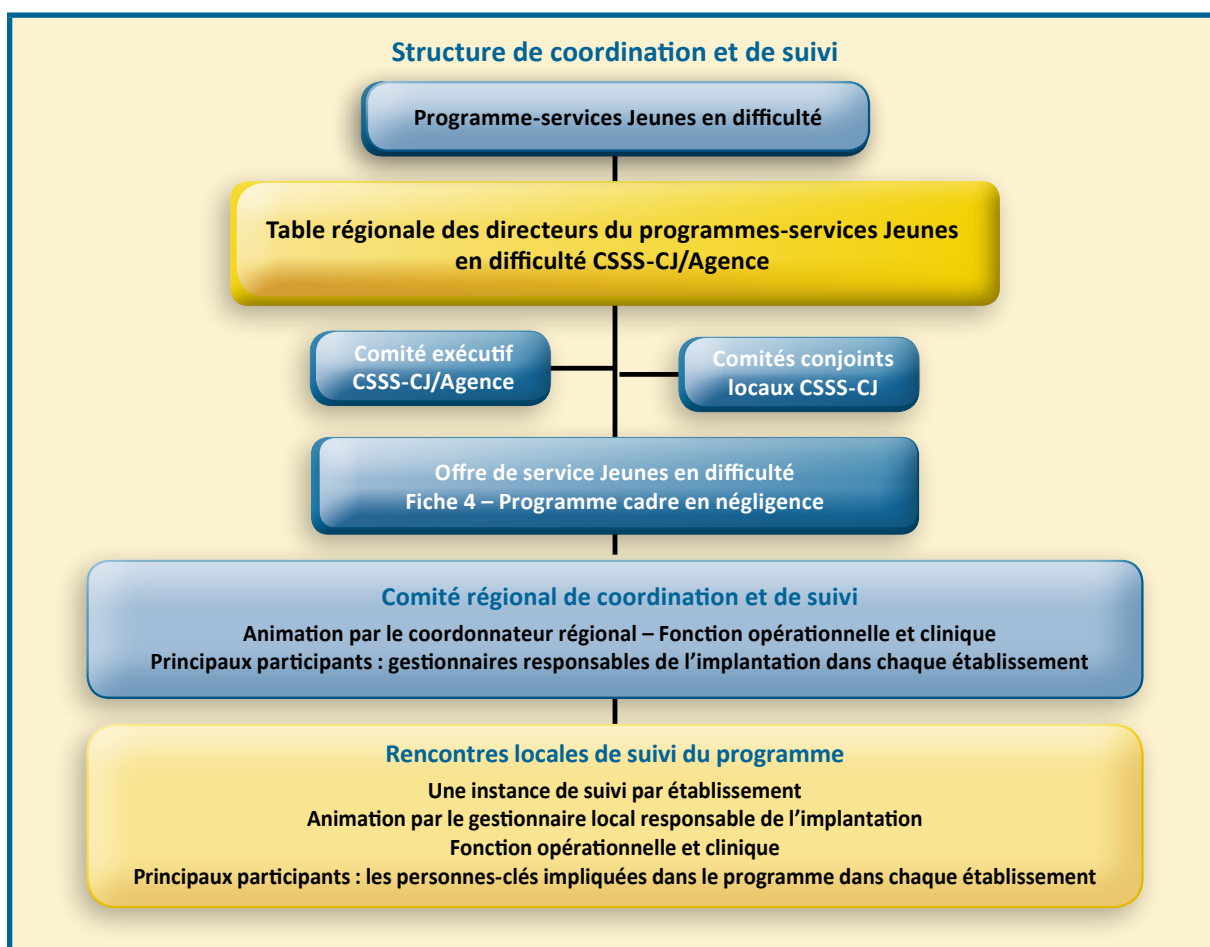 Structure de coordination et de suivi
Programme-services Jeunes en difficulté
Table régionale des directeurs du programmes-services Jeunes
en difficulté CSSS-CJ/Agence
Comité exécutif
CSSS-CJ/Agence
Comités conjoints
locaux CSSS-CJ
Offre de service Jeunes en difficulté
Fiche 4 – Programme cadre en négligence
Comité régional de coordination et de suivi
Animation par le coordonnateur régional – Fonction opérationnelle et clinique
Principaux participants : gestionnaires responsables de l’implantation dans chaque établissement
Rencontres locales de suivi du programme
Une instance de suivi par établissement
Animation par le gestionnaire local responsable de l’implantation
Fonction opérationnelle et clinique
Principaux participants : les personnes-clés impliquées dans le programme dans chaque établissement